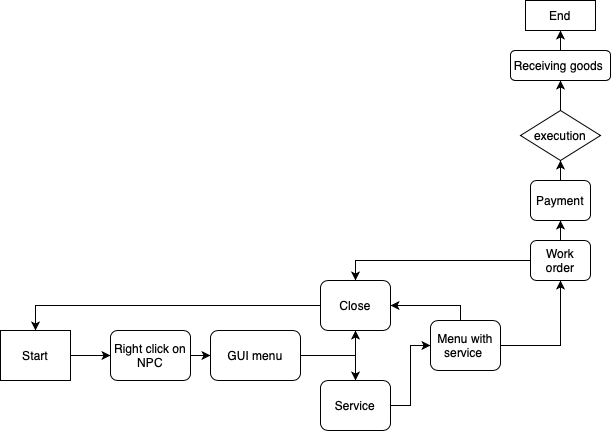 End
Receiving goods
execution
Payment
Work
order
Close
Start
Right click on
NPC
GUI menu
Menu with
service
Service